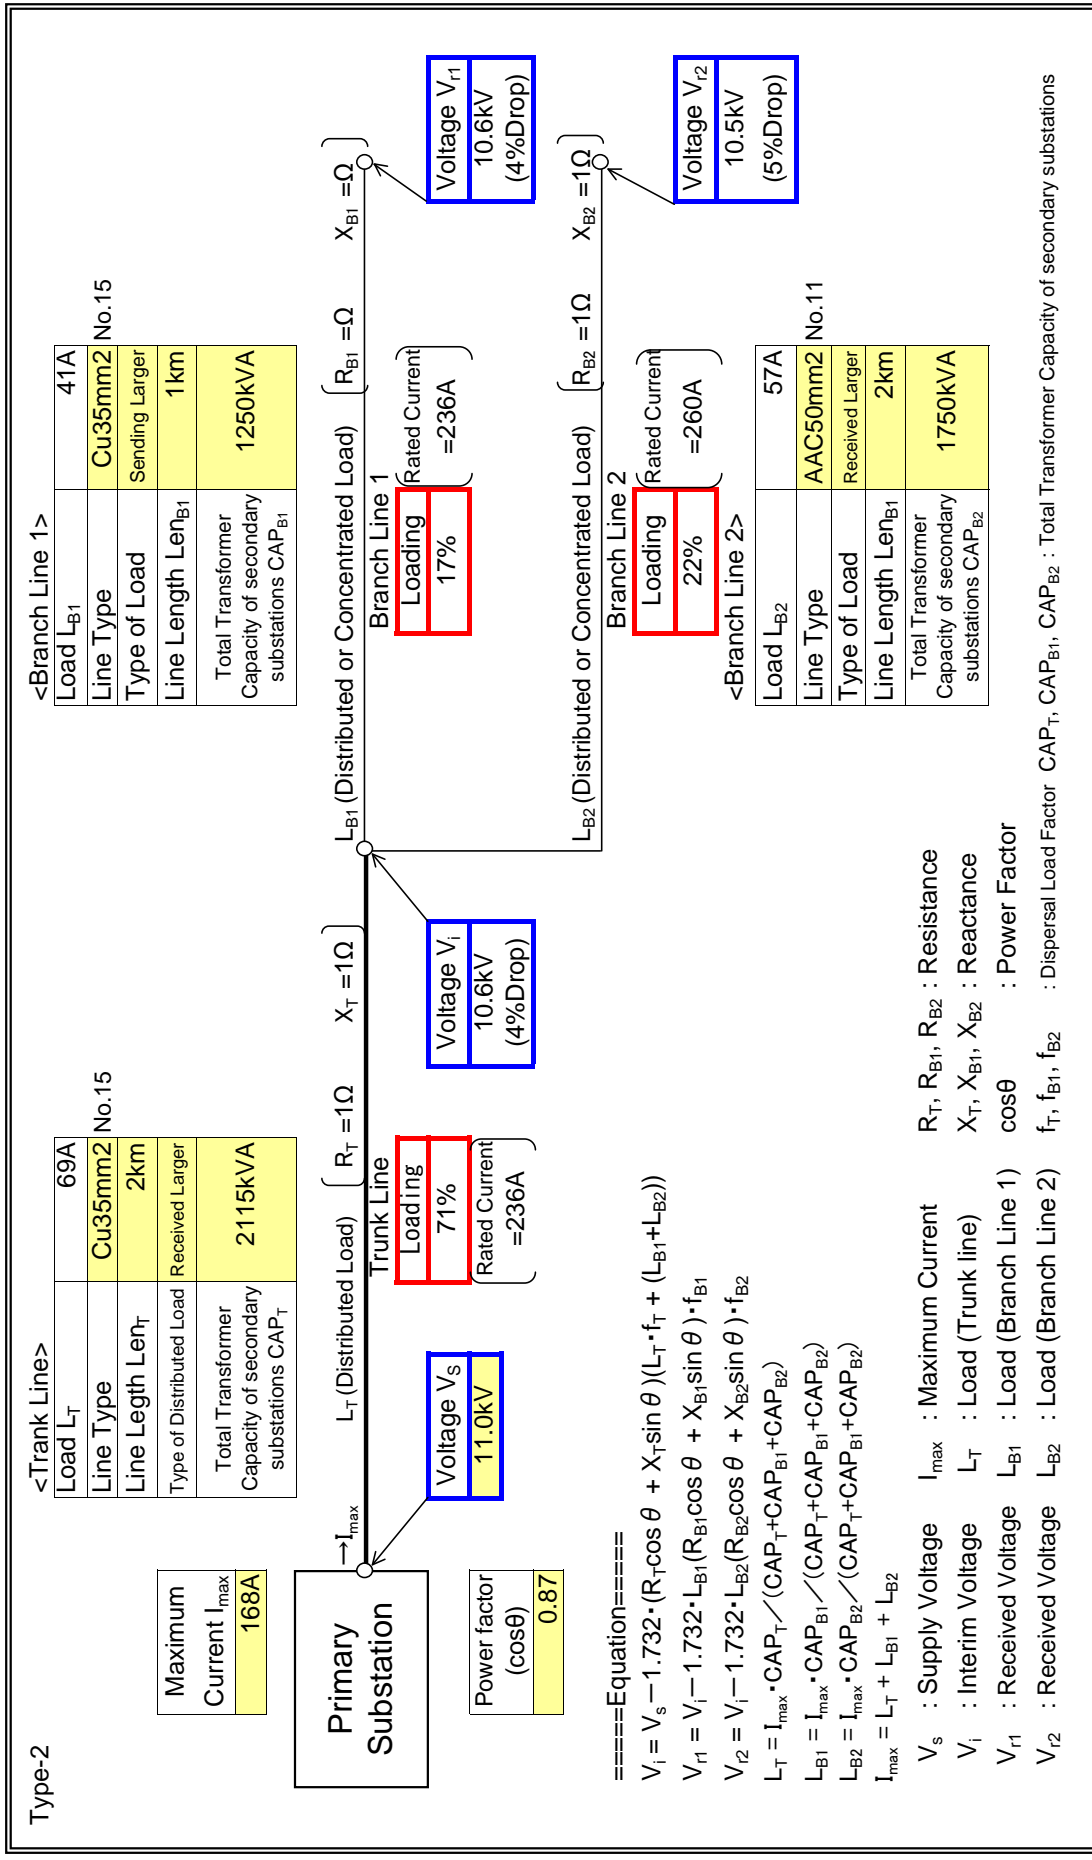 Type-2
Maximum
Current Imax
168A
<Trank Line>
Load LT 69A
Line Type Cu35mm2 No.15
Line Legth LenT 2km
Type of Distributed Load Received Larger
Total Transformer
Capacity of secondary
substations CAPT
2115kVA
<Branch Line 1>
Load LB1 41A
Line Type Cu35mm2 No.15
Type of Load Sending Larger
Line Length LenB1 1km
Total Transformer
Capacity of secondary
substations CAPB1
1250kVA
Primary
Substation
→Imax
LT (Distributed Load)
RT =1Ω XT =1Ω
LB1 (Distributed or Concentrated Load)
RB1 =Ω XB1 =Ω
Trunk Line
Loading
71%
Rated Current
=236A
Branch Line 1
Loading
17%
Rated Current
=236A
Voltage VS
11.0kV
Voltage Vi
10.6kV
(4%Drop)
Voltage Vr1
10.6kV
(4%Drop)
Power factor
(cosθ)
0.87
LB2 (Distributed or Concentrated Load)
RB2 =1Ω XB2 =1Ω
Branch Line 2
Loading
22%
Rated Current
=260A
Voltage Vr2
10.5kV
(5%Drop)
<Branch Line 2>
Load LB2 57A
Line Type AAC50mm2 No.11
Type of Load Received Larger
Line Length LenB1 2km
Total Transformer
Capacity of secondary
substations CAPB2
1750kVA
=====Equation=====
Vi = Vs－1.732・(RTcosθ + XTsinθ)(LT・fT + (LB1+LB2))
Vr1 = Vi－1.732・LB1(RB1cosθ + XB1sinθ)・fB1
Vr2 = Vi－1.732・LB2(RB2cosθ + XB2sinθ)・fB2
LT = Imax・CAPT／(CAPT+CAPB1+CAPB2)
LB1 = Imax・CAPB1／(CAPT+CAPB1+CAPB2)
LB2 = Imax・CAPB2／(CAPT+CAPB1+CAPB2)
Imax = LT + LB1 + LB2
Vs : Supply Voltage Imax : Maximum Current RT, RB1, RB2 : Resistance
Vi : Interim Voltage LT : Load (Trunk line) XT, XB1, XB2 : Reactance
Vr1 : Received Voltage LB1 : Load (Branch Line 1) cosθ : Power Factor
Vr2 : Received Voltage LB2 : Load (Branch Line 2) fT, fB1, fB2 : Dispersal Load Factor CAPT, CAPB1, CAPB2 : Total Transformer Capacity of secondary substations